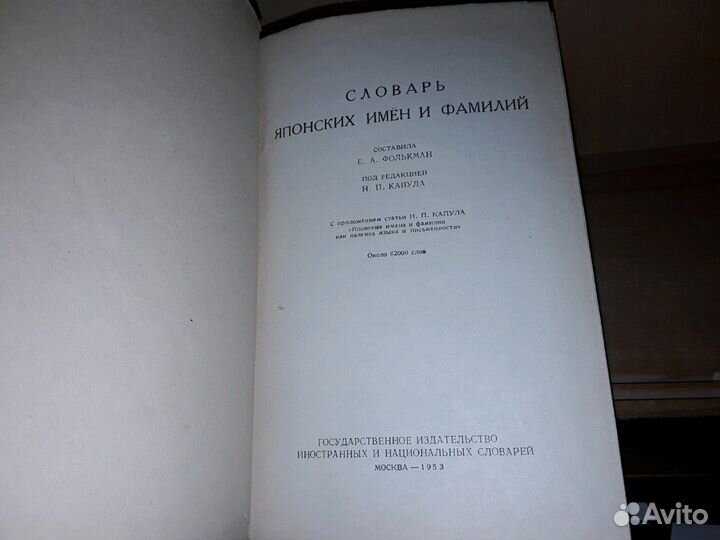 СЛОВАРЬ
ЯПОНСКИХ ИМЁН И ФАМИЛИЙ
СОСТАВИЛА
Е. А. ФОЛЬКМАН
ПОД РЕДАКЦИЕЙ
Н. П. КАПУЛА
С приложением статьи Н. П. КАПУЛА
«Японские имена и фамилии
как явление языка и письменности»
Около 62000 слов
ГОСУДАРСТВЕННОЕ ИЗДАТЕЛЬСТВО
ИНОСТРАННЫХ И НАЦИОНАЛЬНЫХ СЛОВАРЕЙ
МОСКВА — 1953
Avito